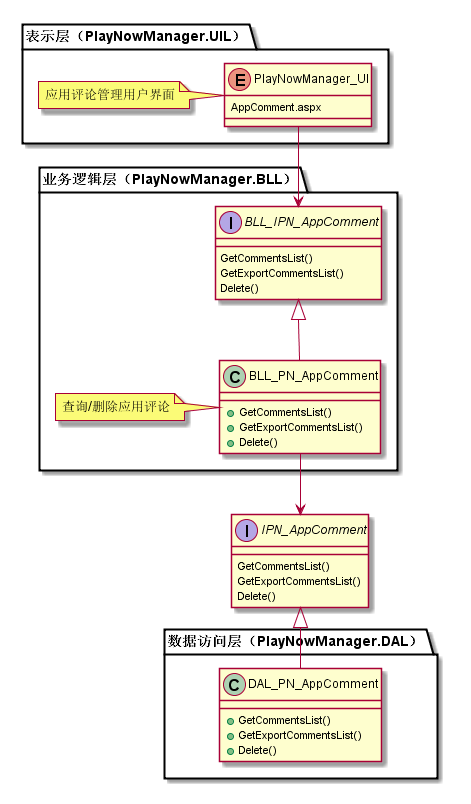 表示层（PlayNowManager.UIL）
E PlayNowManager_UI
应用评论管理用户界面
AppComment.aspx
业务逻辑层（PlayNowManager.BLL）
I BLL_IPN_AppComment
GetCommentsList()
GetExportCommentsList()
Delete()
C BLL_PN_AppComment
查询/删除应用评论
GetCommentsList()
GetExportCommentsList()
Delete()
I IPN_AppComment
GetCommentsList()
GetExportCommentsList()
Delete()
数据访问层（PlayNowManager.DAL）
C DAL_PN_AppComment
GetCommentsList()
GetExportCommentsList()
Delete()